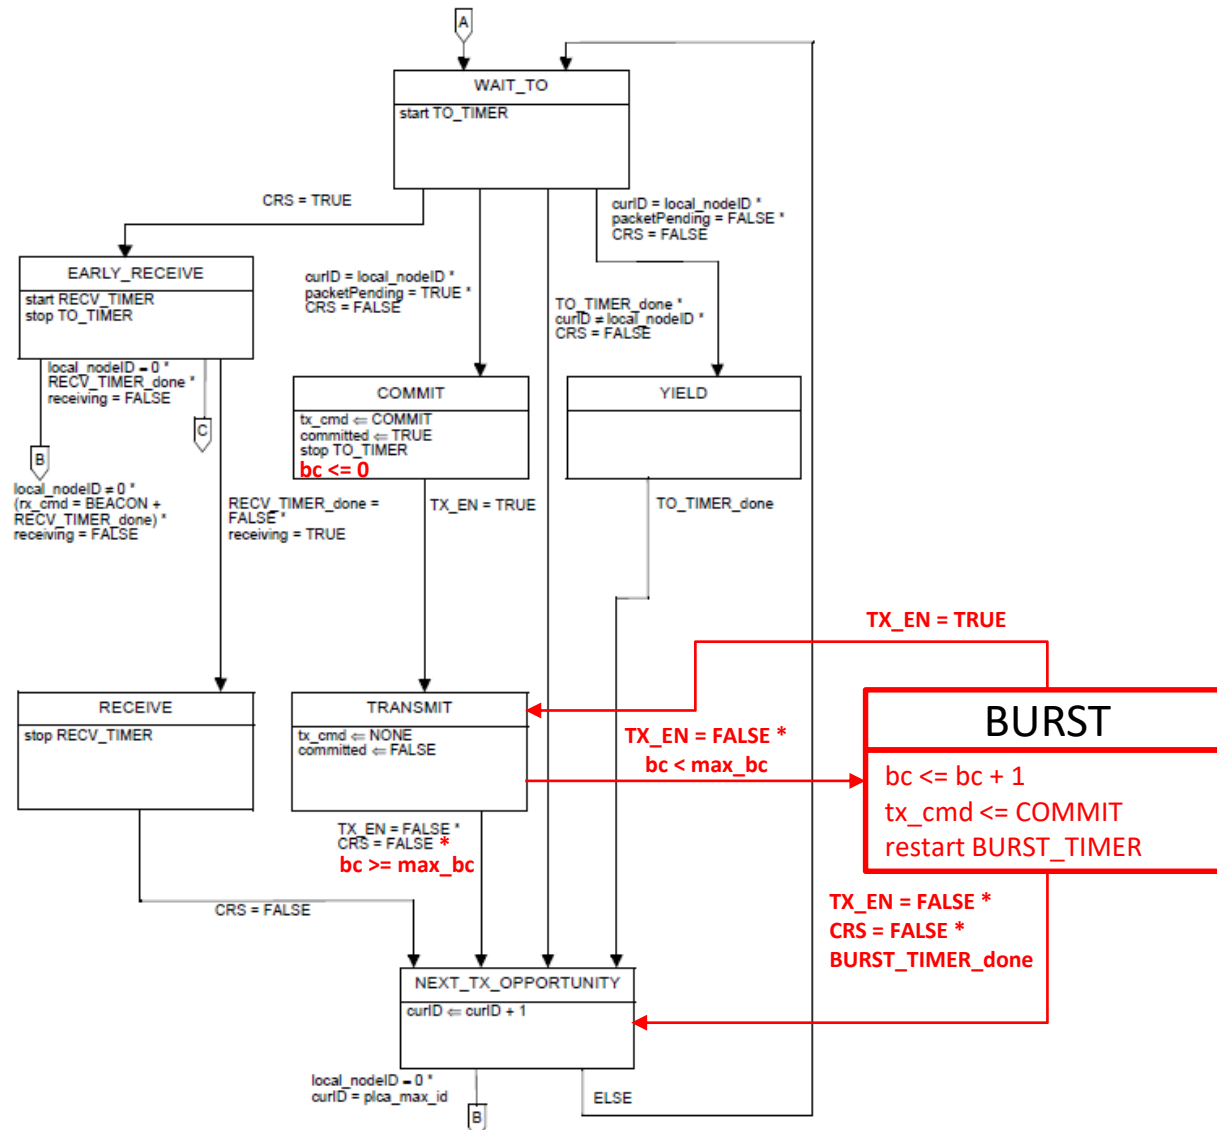 A
WAIT_TO
start TO_TIMER
CRS = TRUE
curID = local_nodeID *
packetPending = FALSE *
CRS = FALSE
EARLY_RECEIVE
start RECV_TIMER
stop TO_TIMER
curID = local_nodeID *
packetPending = TRUE *
CRS = FALSE
TO_TIMER_done *
curID ≠ local_nodeID *
CRS = FALSE
local_nodeID = 0 *
RECV_TIMER_done *
receiving = FALSE
C
B
COMMIT
tx_cmd ⇐ COMMIT
committed ⇐ TRUE
stop TO_TIMER
bc <= 0
YIELD
local_nodeID ≠ 0 *
(rx_cmd = BEACON +
RECV_TIMER_done) *
receiving = FALSE
RECV_TIMER_done =
FALSE *
receiving = TRUE
TX_EN = TRUE
TO_TIMER_done
TX_EN = TRUE
RECEIVE
stop RECV_TIMER
TRANSMIT
tx_cmd ⇐ NONE
committed ⇐ FALSE
TX_EN = FALSE *
bc < max_bc
BURST
bc <= bc + 1
tx_cmd <= COMMIT
restart BURST_TIMER
TX_EN = FALSE *
CRS = FALSE *
bc >= max_bc
CRS = FALSE
TX_EN = FALSE *
CRS = FALSE *
BURST_TIMER_done
NEXT_TX_OPPORTUNITY
curID ⇐ curID + 1
local_nodeID = 0 *
curID = plca_max_id
B
ELSE